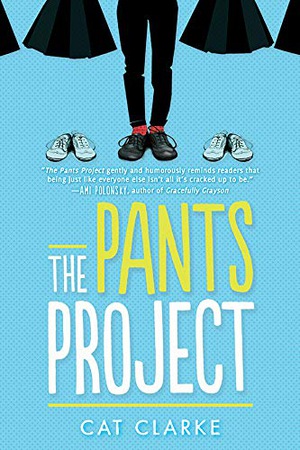 "The Pants Project gently and humorously reminds readers that
being just like everyone else isn't all it's cracked up to be."
—AMI POLONSKY, author of Gracefully Grayson
THE PANTS
PROJECT
CAT CLARKE